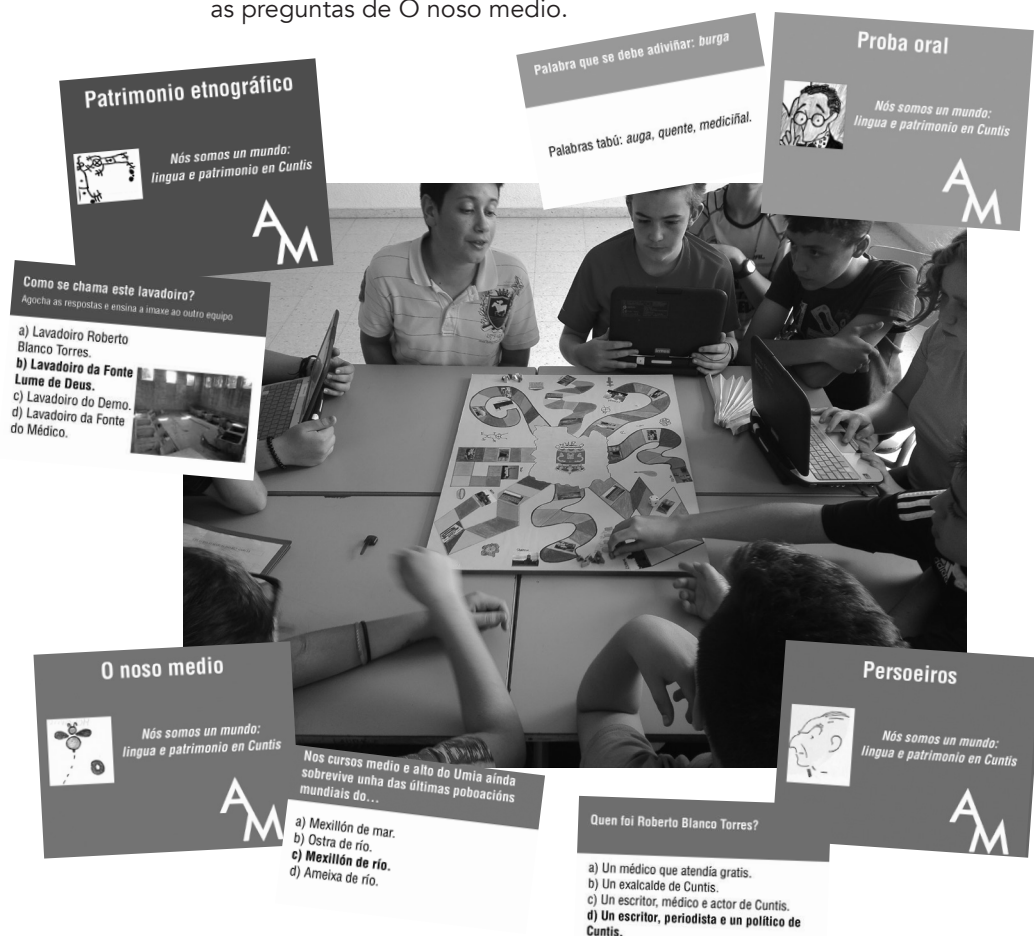 as preguntas de O noso medio.
Patrimonio etnográfico
Nós somos un mundo:
lingua e patrimonio en Cuntis
AM
Palabra que se debe adiviñar: burga
Palabras tabú: auga, quente, mediciñal.
Proba oral
Nós somos un mundo:
lingua e patrimonio en Cuntis
AM
Como se chama este lavadoiro?
Agocha as respostas e ensina a imaxe ao outro equipo
a) Lavadoiro Roberto
Blanco Torres.
b) Lavadoiro da Fonte
Lume de Deus.
c) Lavadoiro do Demo.
d) Lavadoiro da Fonte
do Médico.
O noso medio
Nós somos un mundo:
lingua e patrimonio en Cuntis
AM
Nos cursos medio e alto do Umia aínda
sobrevive unha das últimas poboacións
mundiais do...
a) Mexillón de mar.
b) Ostra de río.
c) Mexillón de río.
d) Ameixa de río.
Quen foi Roberto Blanco Torres?
a) Un médico que atendía gratis.
b) Un exalcalde de Cuntis.
c) Un escritor, médico e actor de Cuntis.
d) Un escritor, periodista e un político de
Cuntis.
Persoeiros
Nós somos un mundo:
lingua e patrimonio en Cuntis
AM